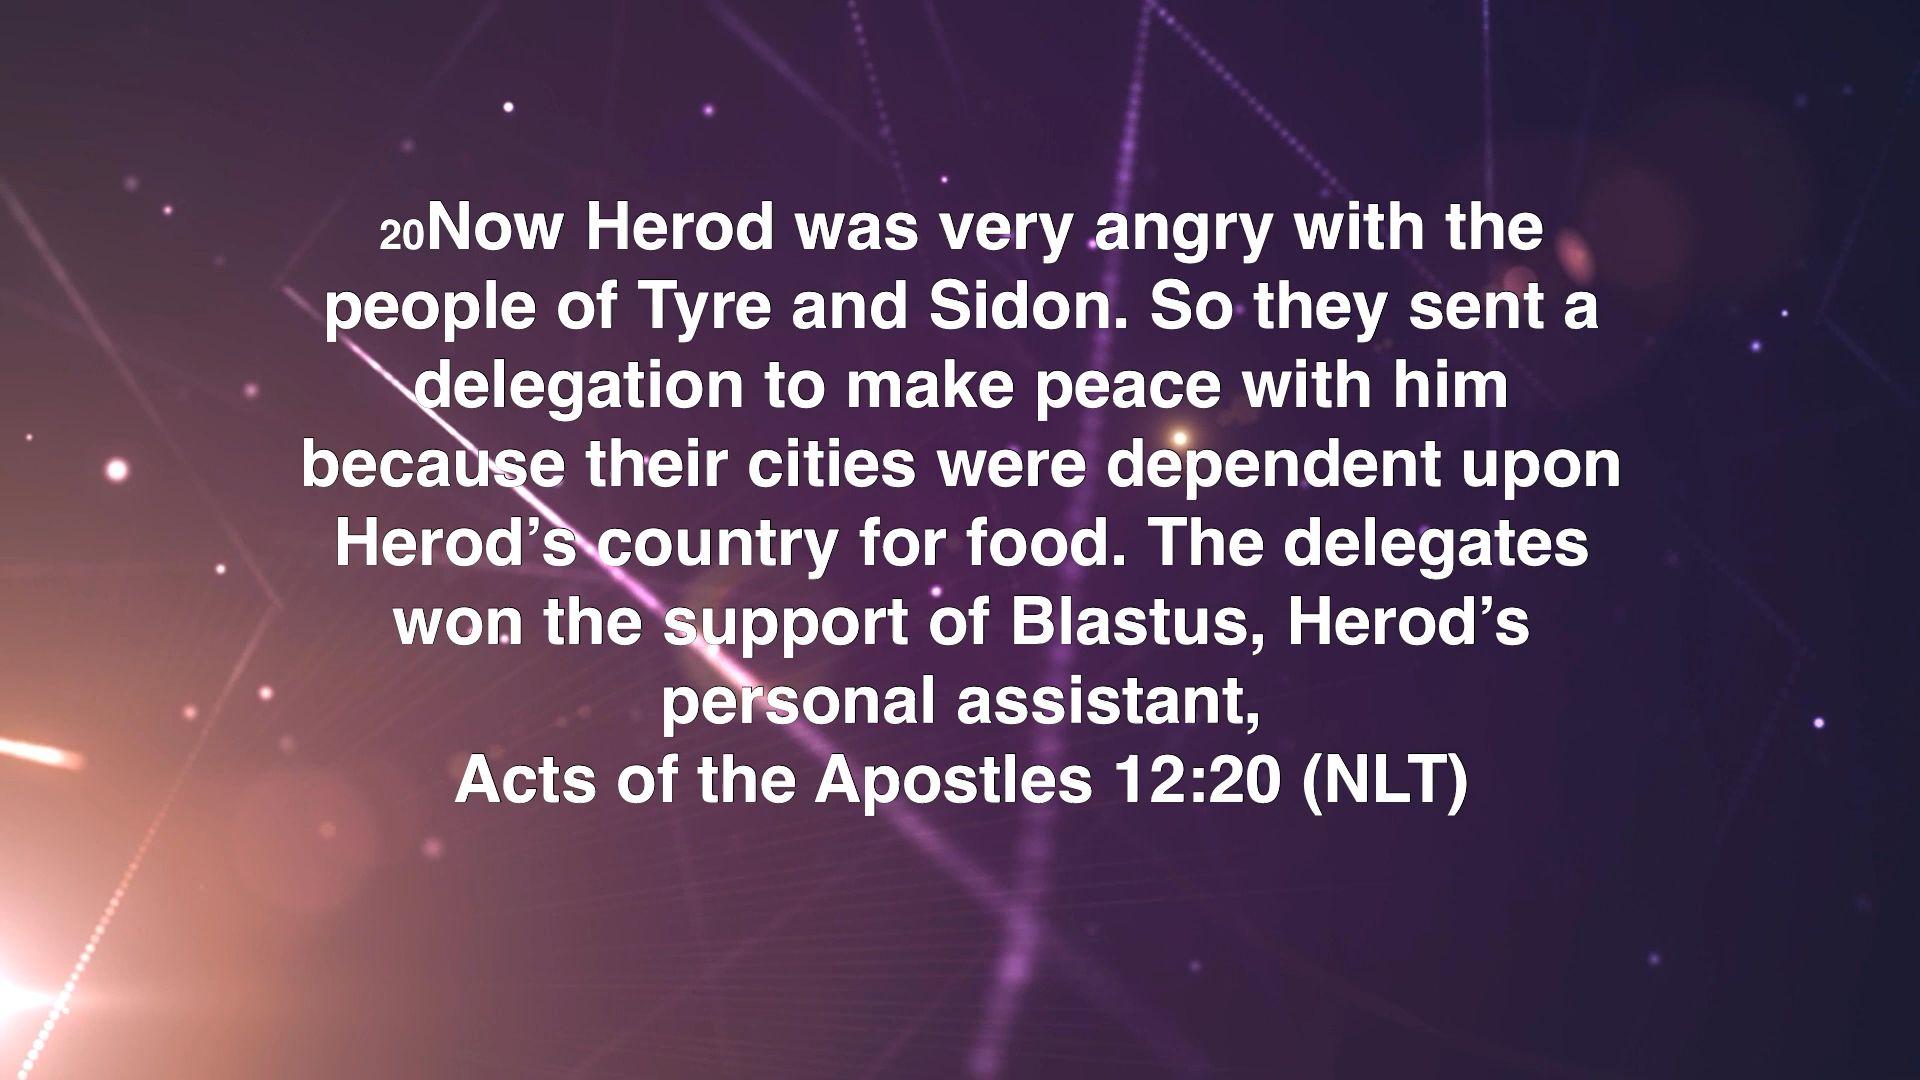 20Now Herod was very angry with the
people of Tyre and Sidon. So they sent a
delegation to make peace with him
because their cities were dependent upon
Herod’s country for food. The delegates
won the support of Blastus, Herod’s
personal assistant,
Acts of the Apostles 12:20 (NLT)